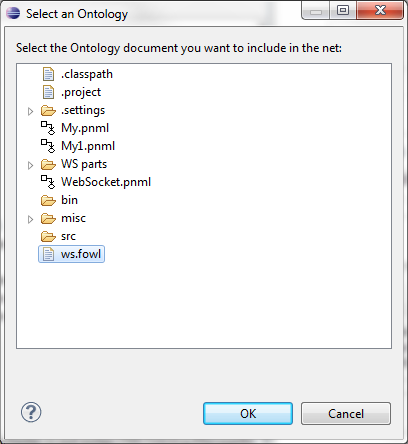 Select an Ontology
Select the Ontology document you want to include in the net:
.classpath
.project
.settings
My.pnml
My1.pnml
WS parts
WebSocket.pnml
bin
misc
src
ws.fowl
?
OK
Cancel